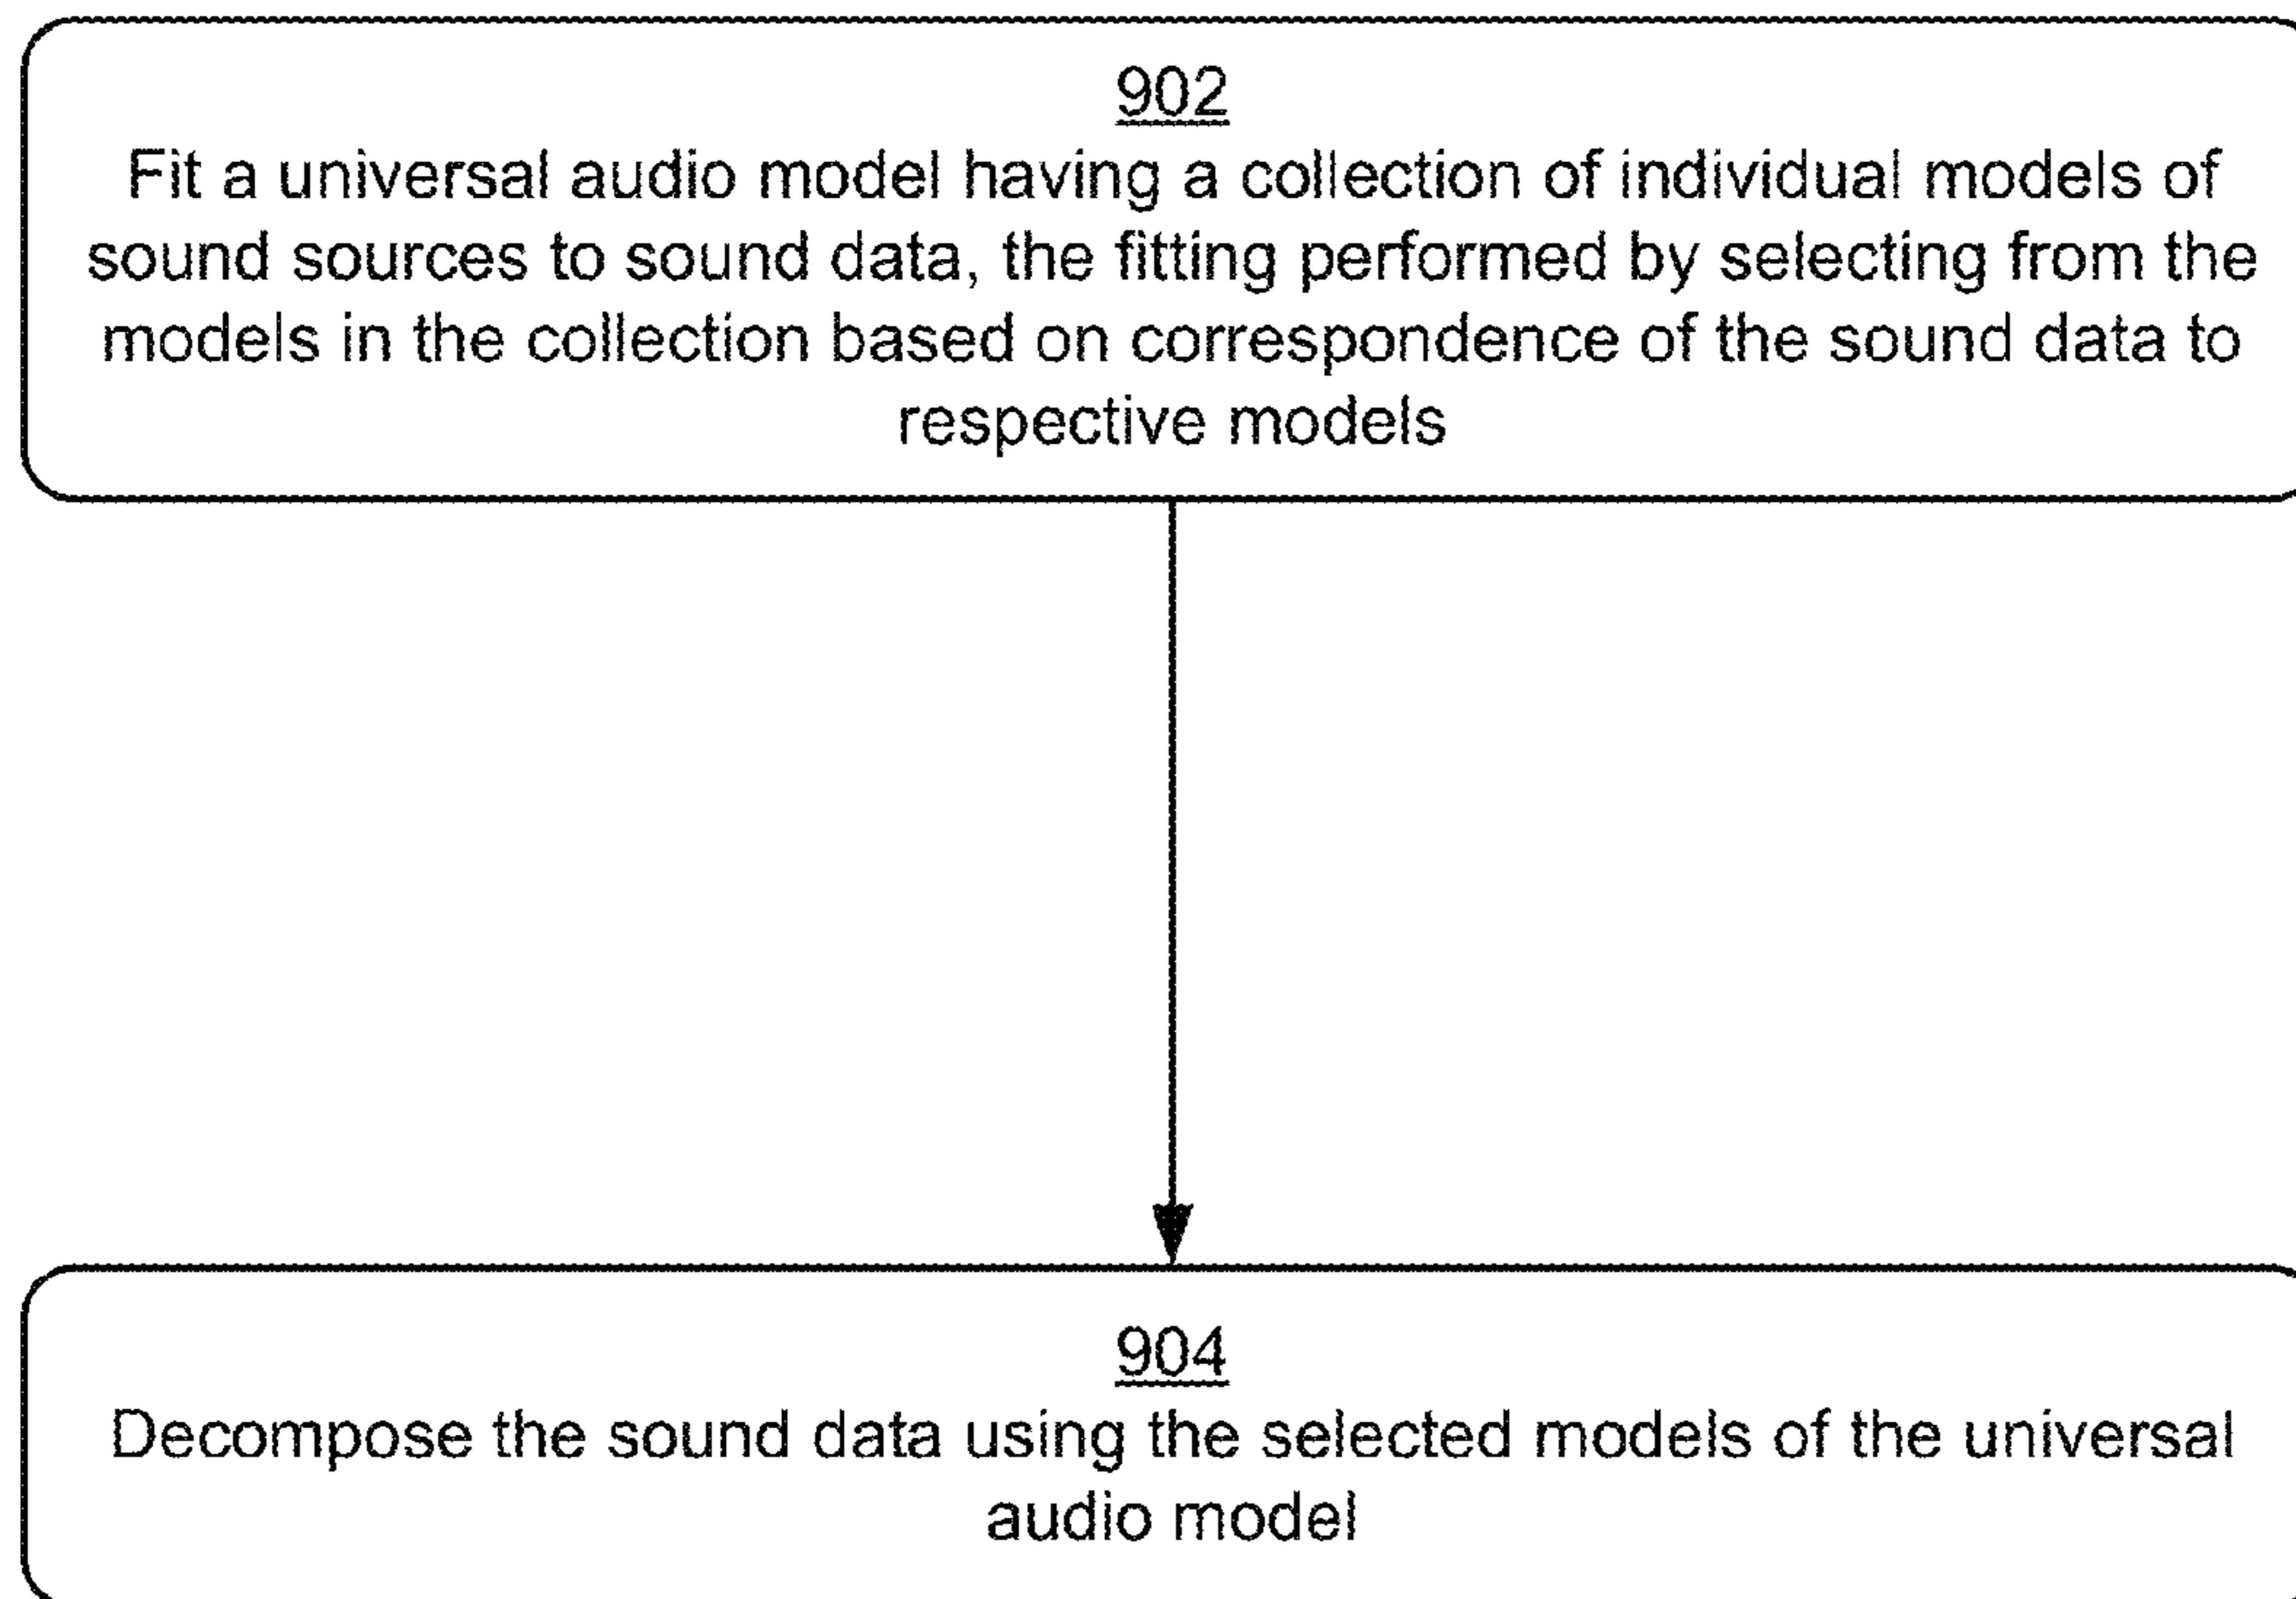 902
Fit a universal audio model having a collection of individual models of
sound sources to sound data, the fitting performed by selecting from the
models in the collection based on correspondence of the sound data to
respective models
904
Decompose the sound data using the selected models of the universal
audio model